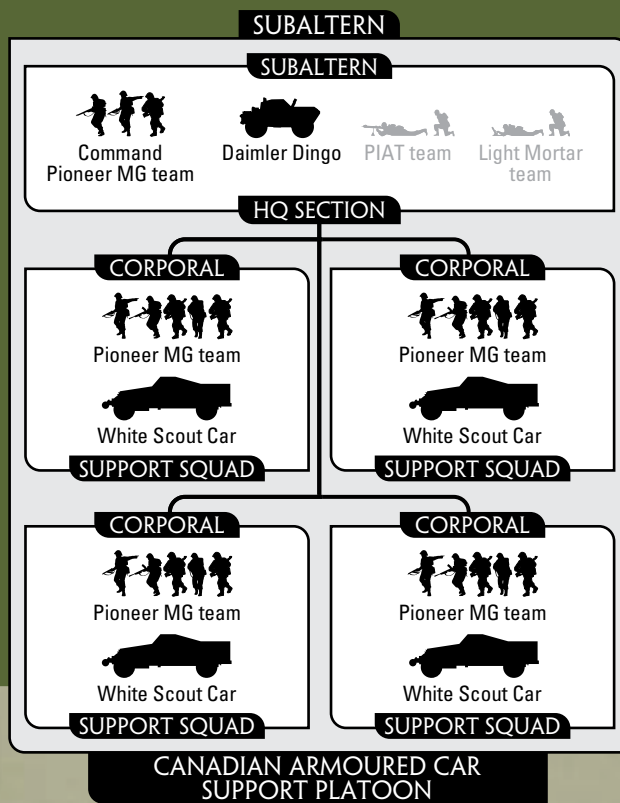 SUBALTERN
SUBALTERN
Command
Pioneer MG team
Daimler Dingo
PIAT team
Light Mortar
team
HQ SECTION
CORPORAL
Pioneer MG team
White Scout Car
SUPPORT SQUAD
CORPORAL
Pioneer MG team
White Scout Car
SUPPORT SQUAD
CORPORAL
Pioneer MG team
White Scout Car
SUPPORT SQUAD
CORPORAL
Pioneer MG team
White Scout Car
SUPPORT SQUAD
CANADIAN ARMOURED CAR
SUPPORT PLATOON